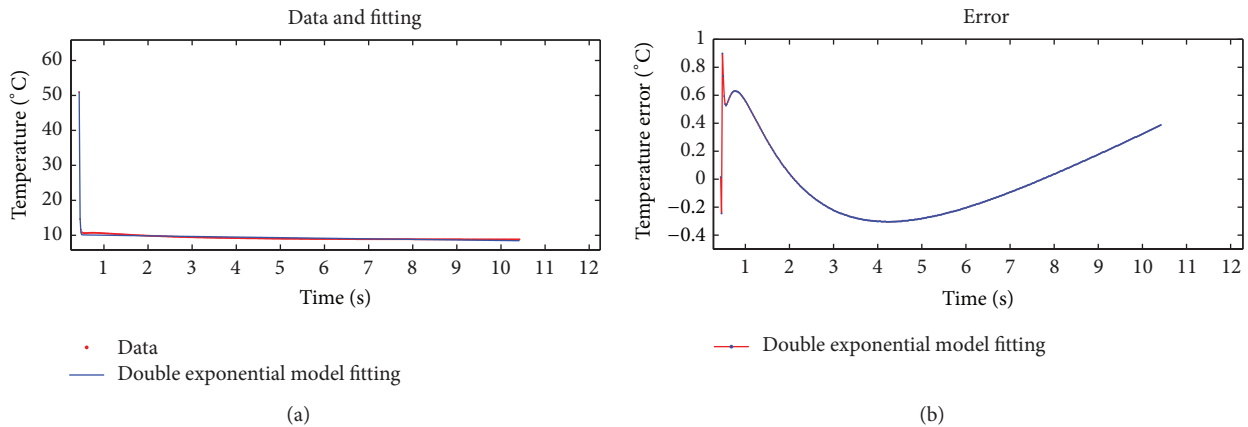 Data and fitting
60
50
40
30
20
10
Temperature (°C)
1 2 3 4 5 6 7 8 9 10 11 12
Time (s)
Data
Double exponential model fitting
(a)
Error
1
0.8
0.6
0.4
0.2
0
−0.2
−0.4
Temperature error (°C)
1 2 3 4 5 6 7 8 9 10 11 12
Time (s)
Double exponential model fitting
(b)